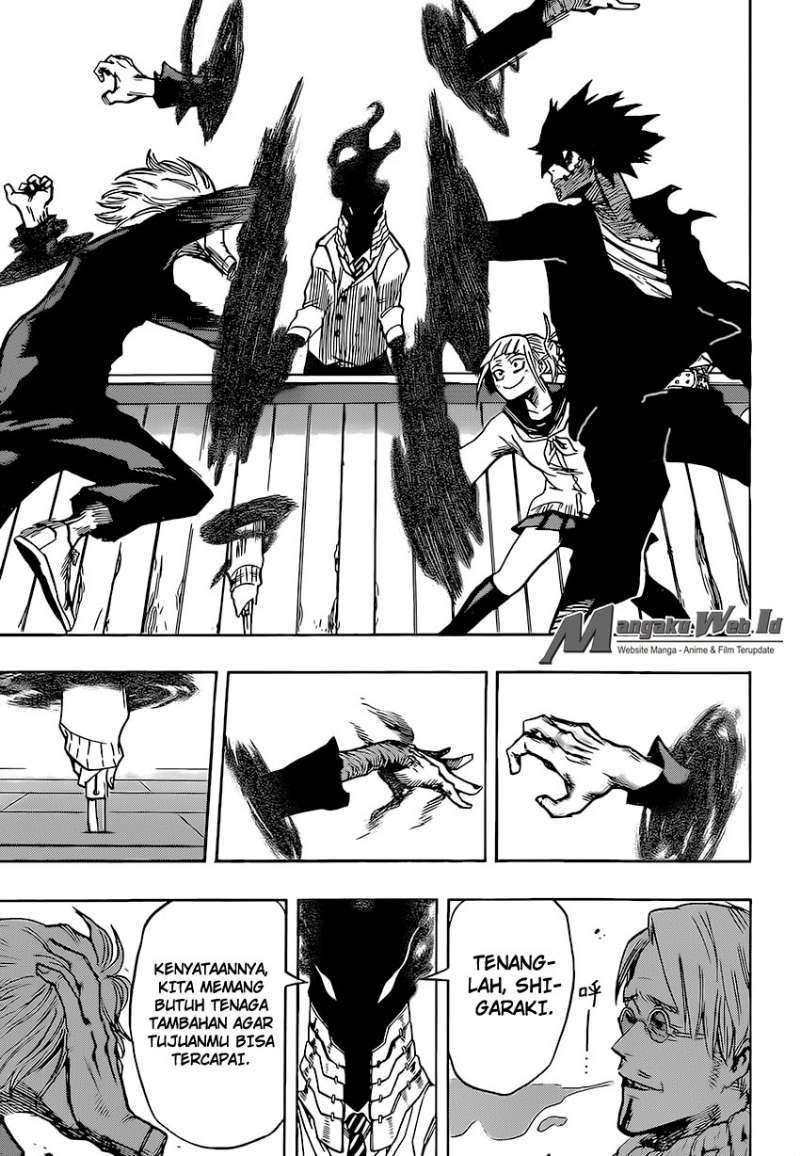 Mangaku.Web.Id
Website Manga - Anime & Film Terupdate
TENANG-
LAH, SHI-
GARAKI.
呼
KENYATAANNYA,
KITA MEMANG
BUTUH TENAGA
TAMBAHAN AGAR
TUJUANMU BISA
TERCAPAI.